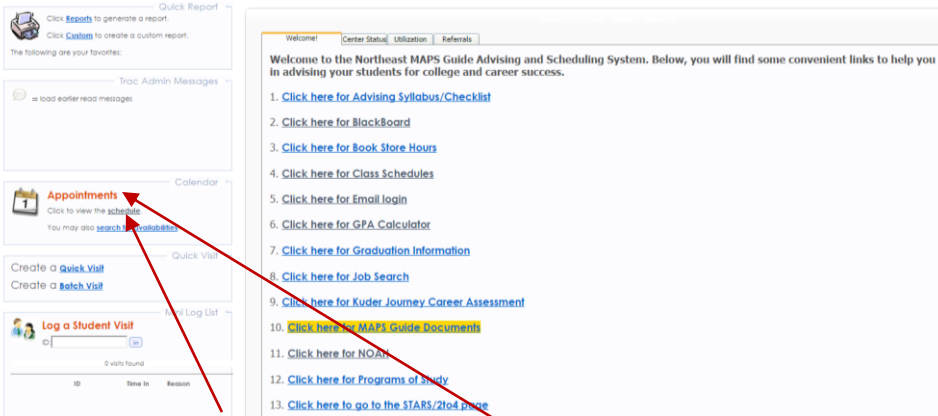 Quick Report
Click Reports to generate a report.
Click Custom to create a custom report.
The following are your favorites:
Trac Admin Messages
⇒ load earlier read messages
Calendar
1
Appointments
Click to view the schedule.
You may also search for availabilities
Quick Visit
Create a Quick Visit
Create a Batch Visit
Mini Log List
Log a Student Visit
ID: in
0 visits found
ID Time In Reason
Welcome! Center Status Utilization Referrals
Welcome to the Northeast MAPS Guide Advising and Scheduling System. Below, you will find some convenient links to help you
in advising your students for college and career success.
1. Click here for Advising Syllabus/Checklist
2. Click here for BlackBoard
3. Click here for Book Store Hours
4. Click here for Class Schedules
5. Click here for Email login
6. Click here for GPA Calculator
7. Click here for Graduation Information
8. Click here for Job Search
9. Click here for Kuder Journey Career Assessment
10. Click here for MAPS Guide Documents
11. Click here for NOAH
12. Click here for Programs of Study
13. Click here to go to the STARS/2to4 page